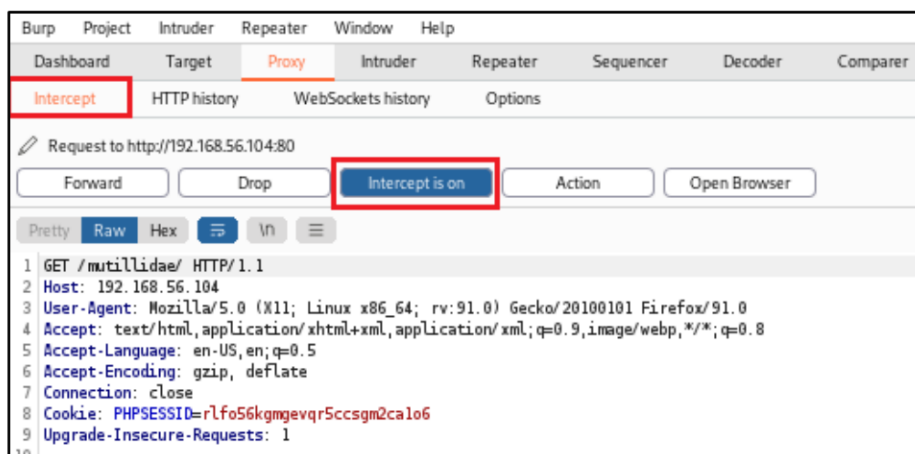 Burp Project Intruder Repeater Window Help
Dashboard Target Proxy Intruder Repeater Sequencer Decoder Comparer
Intercept HTTP history WebSockets history Options
Request to http://192.168.56.104:80
Forward Drop Intercept is on Action Open Browser
Pretty Raw Hex \n
1 GET /mutillidae/ HTTP/1.1
2 Host: 192.168.56.104
3 User-Agent: Mozilla/5.0 (X11; Linux x86_64; rv:91.0) Gecko/20100101 Firefox/91.0
4 Accept: text/html,application/xhtml+xml,application/xml;q=0.9,image/webp,*/*;q=0.8
5 Accept-Language: en-US,en;q=0.5
6 Accept-Encoding: gzip, deflate
7 Connection: close
8 Cookie: PHPSESSID=rlfo56kgmgevqr5ccsgm2ca1o6
9 Upgrade-Insecure-Requests: 1
10